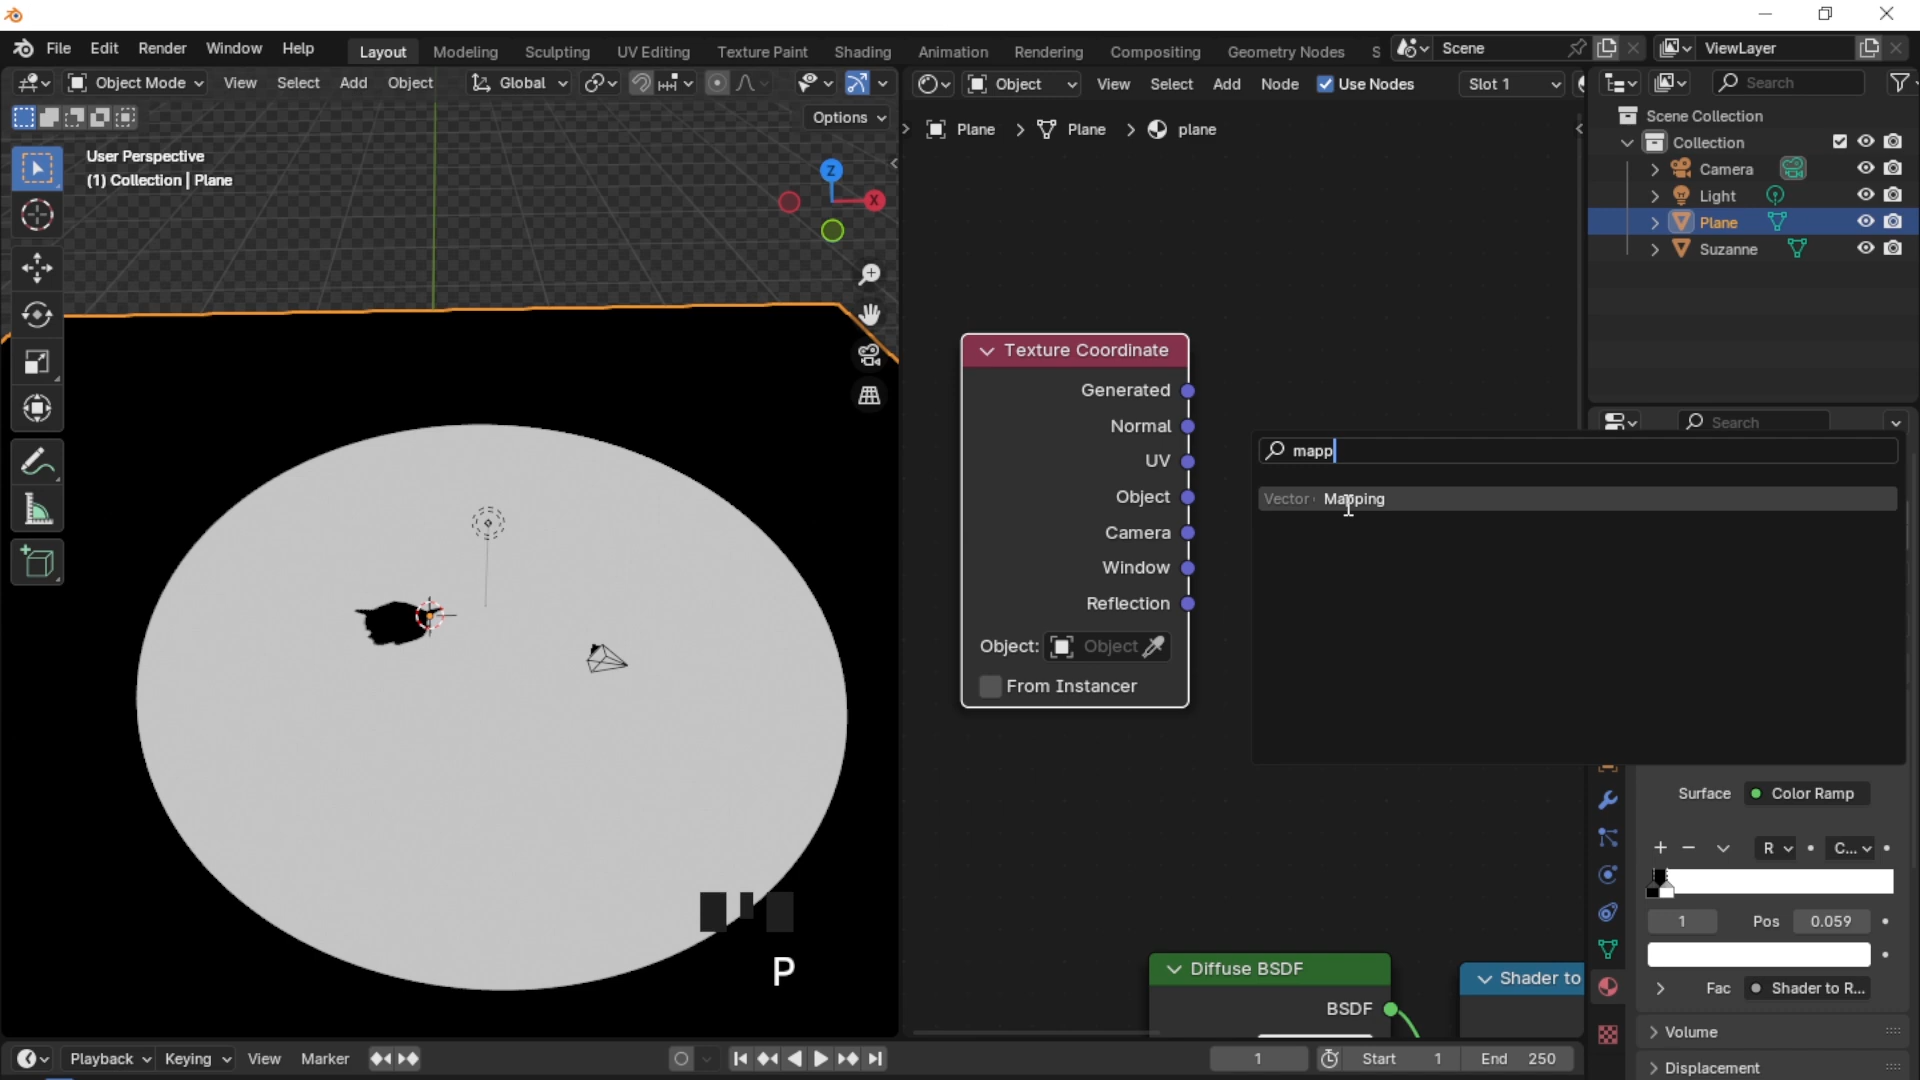 File Edit Render Window Help Layout Modeling Sculpting UV Editing Texture Paint Shading Animation Rendering Compositing Geometry Nodes S Scene ViewLayer
Object Mode View Select Add Object Global Object View Select Add Node Use Nodes Slot 1 Search
Options
User Perspective
(1) Collection | Plane
Z
X
Plane > Plane > plane
Scene Collection
Collection
Camera
Light
Plane
Suzanne
Search
Texture Coordinate
Generated
Normal
UV
Object
Camera
Window
Reflection
Object: Object
From Instancer
mapp
Vector Mapping
Surface Color Ramp
R C...
1 Pos 0.059
Fac Shader to R...
Volume
Displacement
Diffuse BSDF
BSDF
Shader to
P
Playback Keying View Marker 1 Start 1 End 250